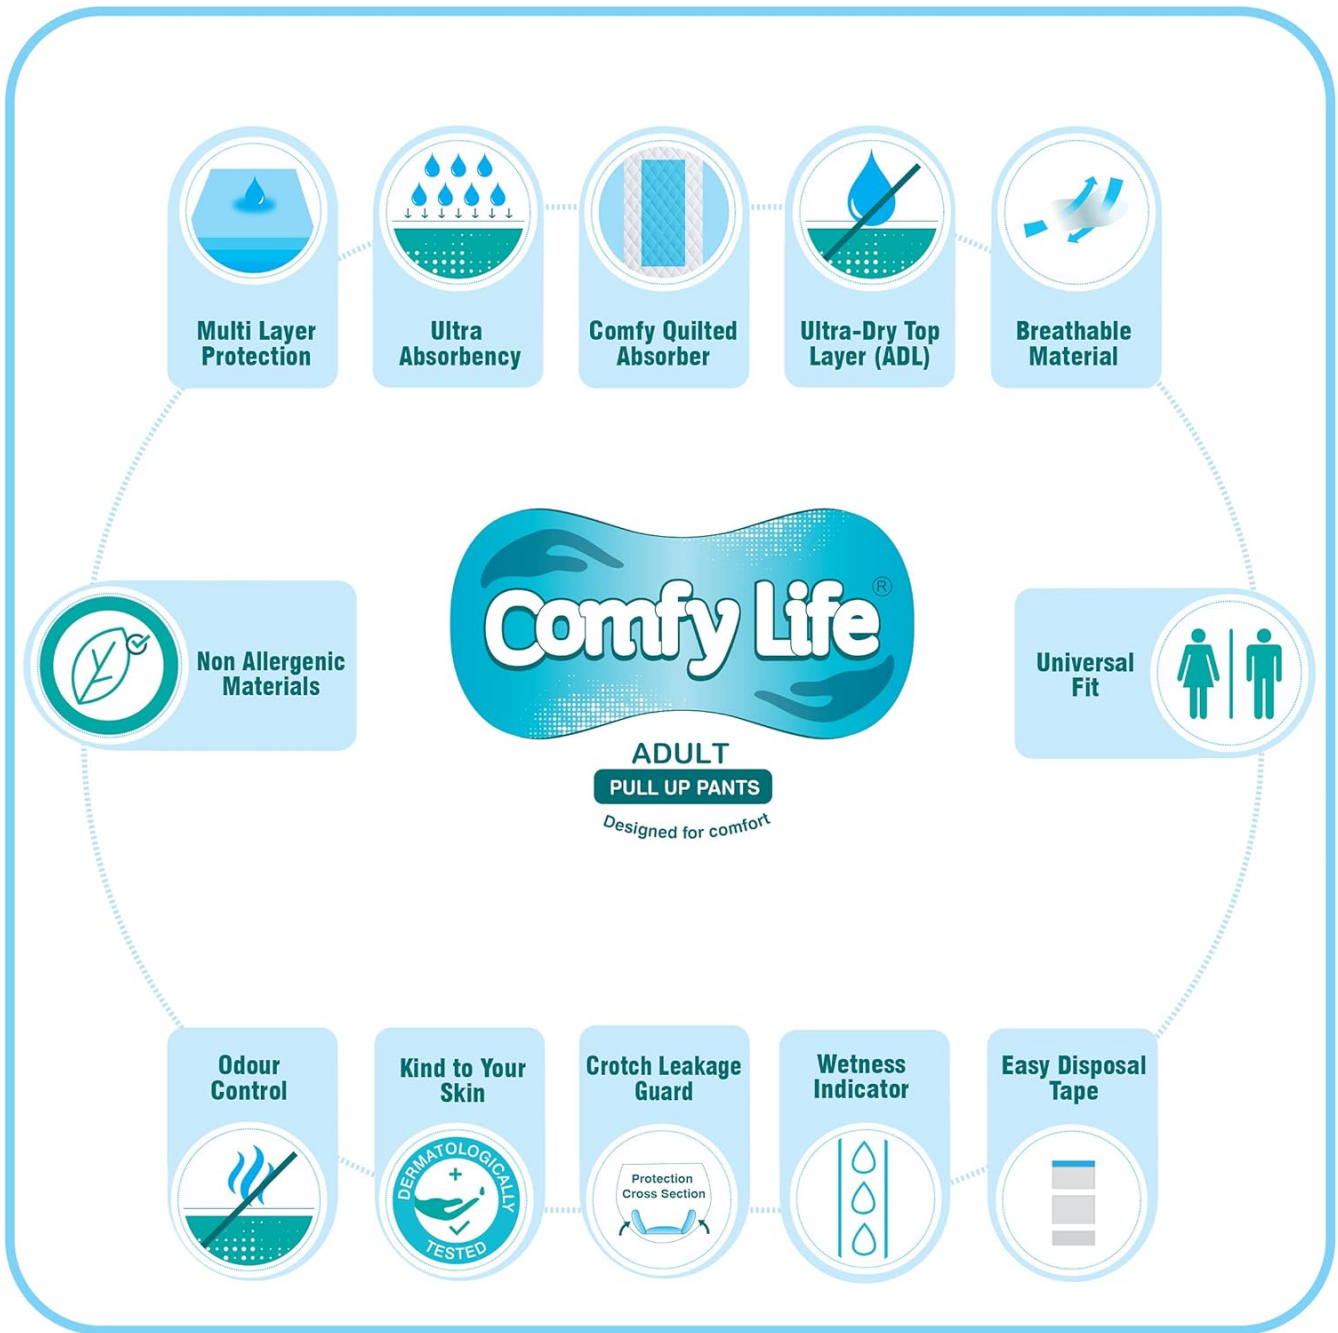 Multi Layer
Protection
Ultra
Absorbency
Comfy Quilted
Absorber
Ultra-Dry Top
Layer (ADL)
Breathable
Material
Non Allergenic
Materials
Comfy Life®
ADULT
PULL UP PANTS
Designed for comfort
Universal
Fit
Odour
Control
Kind to Your
Skin
DERMATOLOGICALLY
TESTED
Crotch Leakage
Guard
Protection
Cross Section
Wetness
Indicator
Easy Disposal
Tape